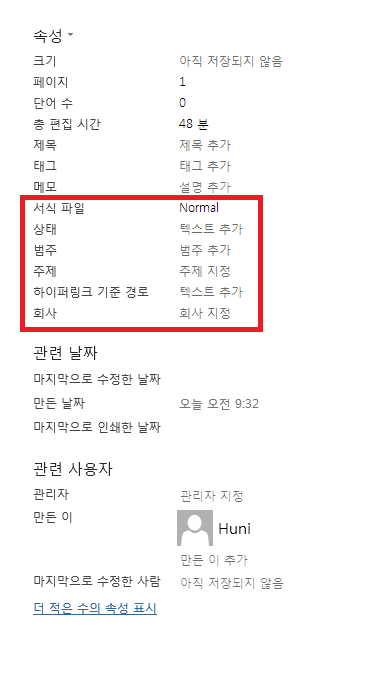 속성
크기 아직 저장되지 않음
페이지 1
단어 수 0
총 편집 시간 48 분
제목 제목 추가
태그 태그 추가
메모 설명 추가
서식 파일 Normal
상태 텍스트 추가
범주 범주 추가
주제 주제 지정
하이퍼링크 기준 경로 텍스트 추가
회사 회사 지정
관련 날짜
마지막으로 수정한 날짜
만든 날짜 오늘 오전 9:32
마지막으로 인쇄한 날짜
관련 사용자
관리자 관리자 지정
만든 이 Huni
만든 이 추가
마지막으로 수정한 사람 아직 저장되지 않음
더 적은 수의 속성 표시